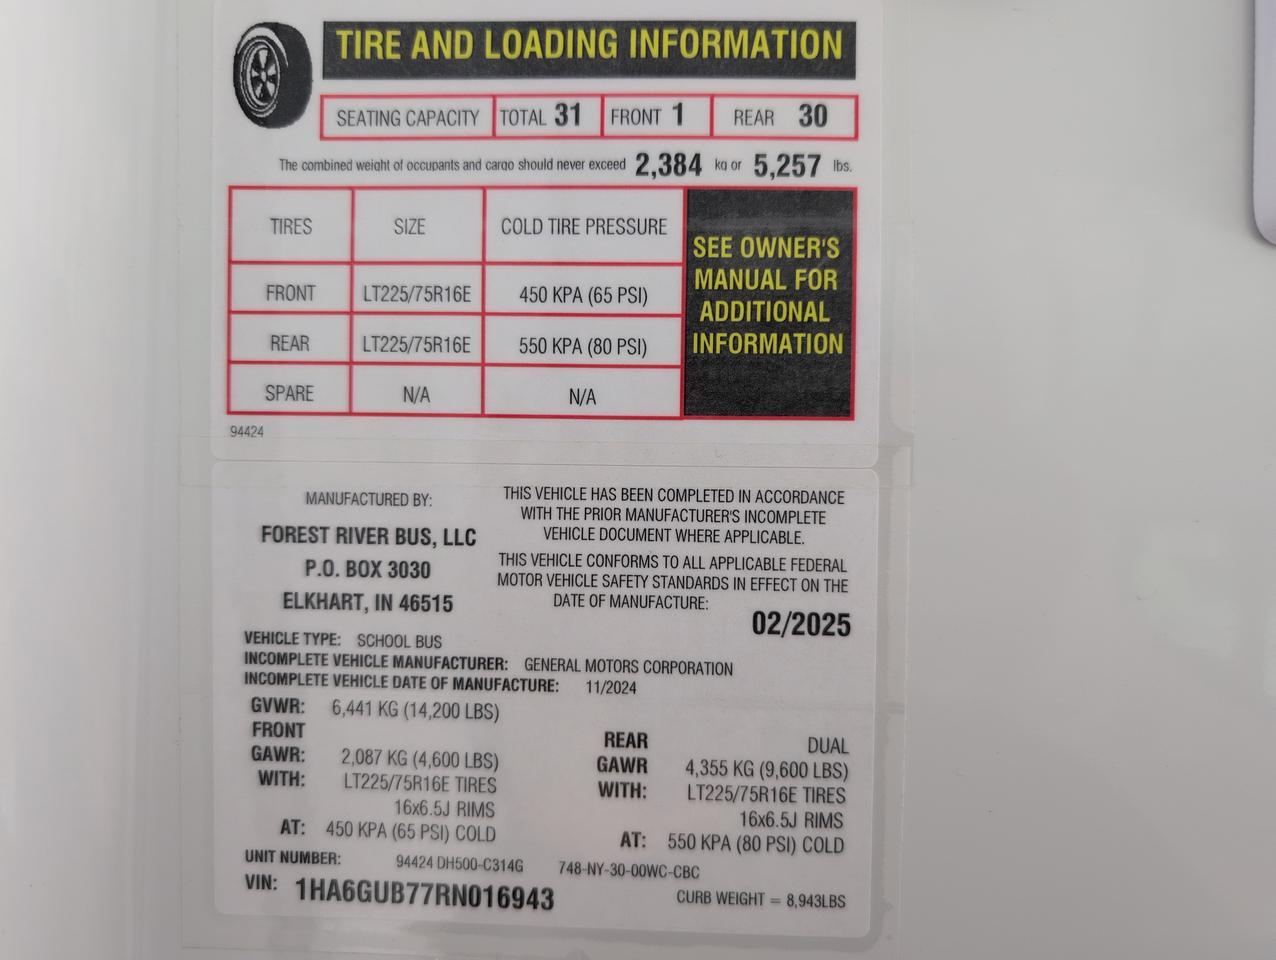 TIRE AND LOADING INFORMATION
SEATING CAPACITY TOTAL 31 FRONT 1 REAR 30
The combined weight of occupants and cargo should never exceed 2,384 kg or 5,257 lbs.
TIRES SIZE COLD TIRE PRESSURE
FRONT LT225/75R16E 450 KPA (65 PSI)
REAR LT225/75R16E 550 KPA (80 PSI)
SPARE N/A N/A
SEE OWNER'S
MANUAL FOR
ADDITIONAL
INFORMATION
94424
MANUFACTURED BY:
FOREST RIVER BUS, LLC
P.O. BOX 3030
ELKHART, IN 46515
THIS VEHICLE HAS BEEN COMPLETED IN ACCORDANCE
WITH THE PRIOR MANUFACTURER'S INCOMPLETE
VEHICLE DOCUMENT WHERE APPLICABLE.
THIS VEHICLE CONFORMS TO ALL APPLICABLE FEDERAL
MOTOR VEHICLE SAFETY STANDARDS IN EFFECT ON THE
DATE OF MANUFACTURE:
02/2025
VEHICLE TYPE: SCHOOL BUS
INCOMPLETE VEHICLE MANUFACTURER: GENERAL MOTORS CORPORATION
INCOMPLETE VEHICLE DATE OF MANUFACTURE: 11/2024
GVWR: 6,441 KG (14,200 LBS)
FRONT
GAWR: 2,087 KG (4,600 LBS)
WITH: LT225/75R16E TIRES
16x6.5J RIMS
AT: 450 KPA (65 PSI) COLD
REAR DUAL
GAWR 4,355 KG (9,600 LBS)
WITH: LT225/75R16E TIRES
16x6.5J RIMS
AT: 550 KPA (80 PSI) COLD
UNIT NUMBER: 94424 DH500-C314G 748-NY-30-00WC-CBC
VIN: 1HA6GUB77RN016943
CURB WEIGHT = 8,943LBS